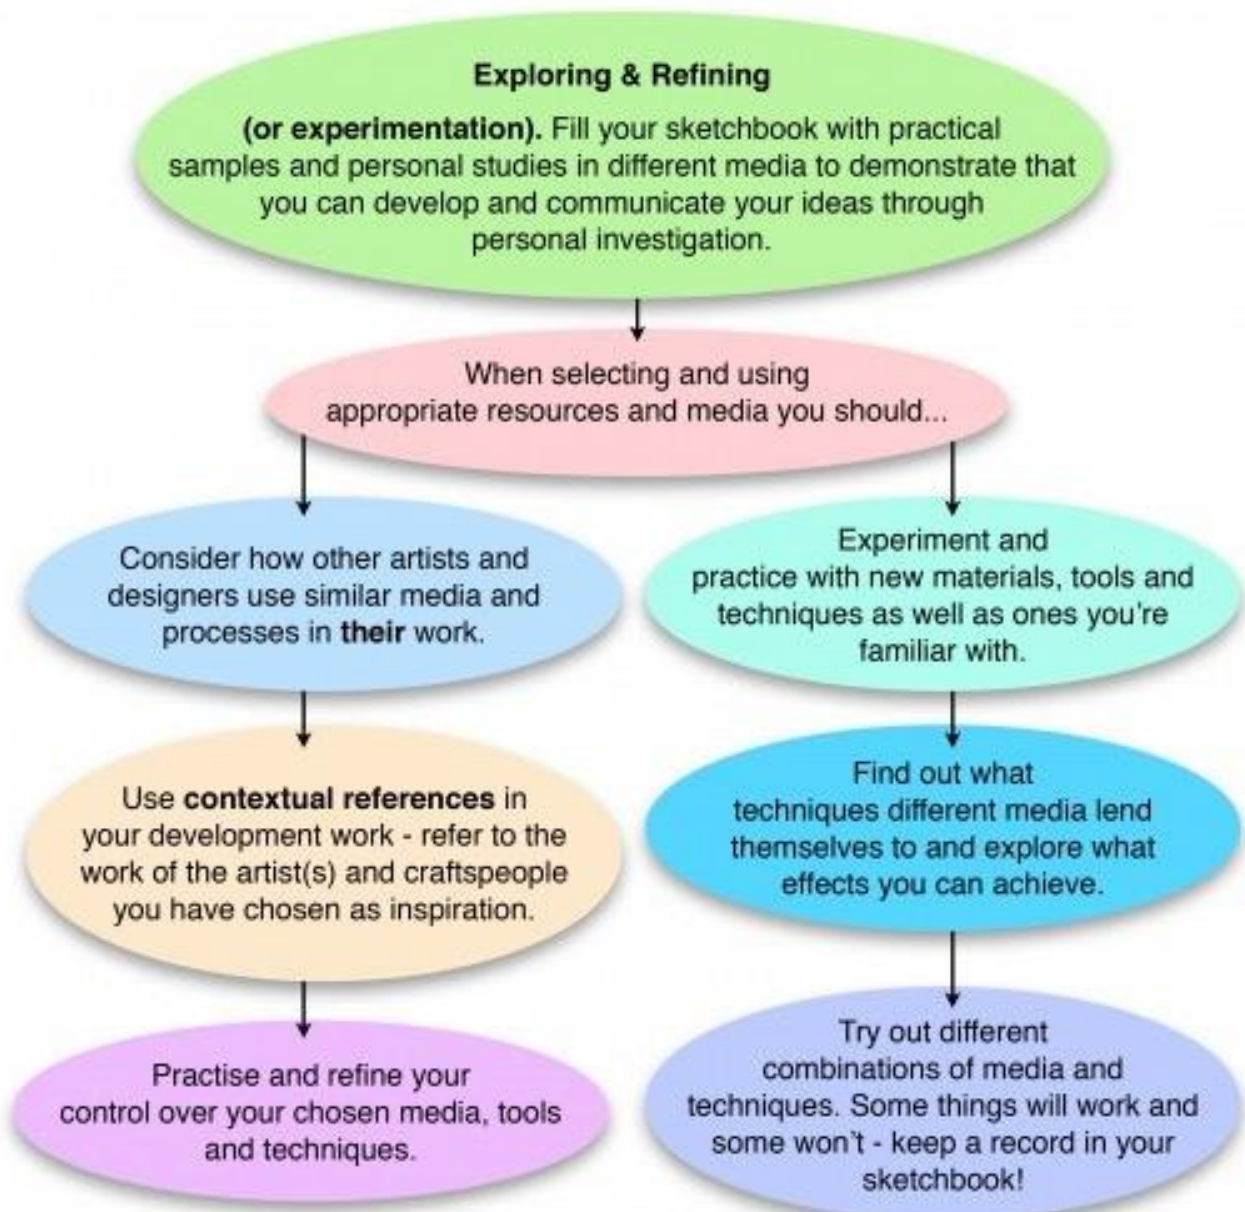 Exploring & Refining
(or experimentation). Fill your sketchbook with practical
samples and personal studies in different media to demonstrate that
you can develop and communicate your ideas through
personal investigation.
When selecting and using
appropriate resources and media you should...
Consider how other artists and
designers use similar media and
processes in their work.
Use contextual references in
your development work - refer to the
work of the artist(s) and craftspeople
you have chosen as inspiration.
Practise and refine your
control over your chosen media, tools
and techniques.
Experiment and
practice with new materials, tools and
techniques as well as ones you're
familiar with.
Find out what
techniques different media lend
themselves to and explore what
effects you can achieve.
Try out different
combinations of media and
techniques. Some things will work and
some won't - keep a record in your
sketchbook!